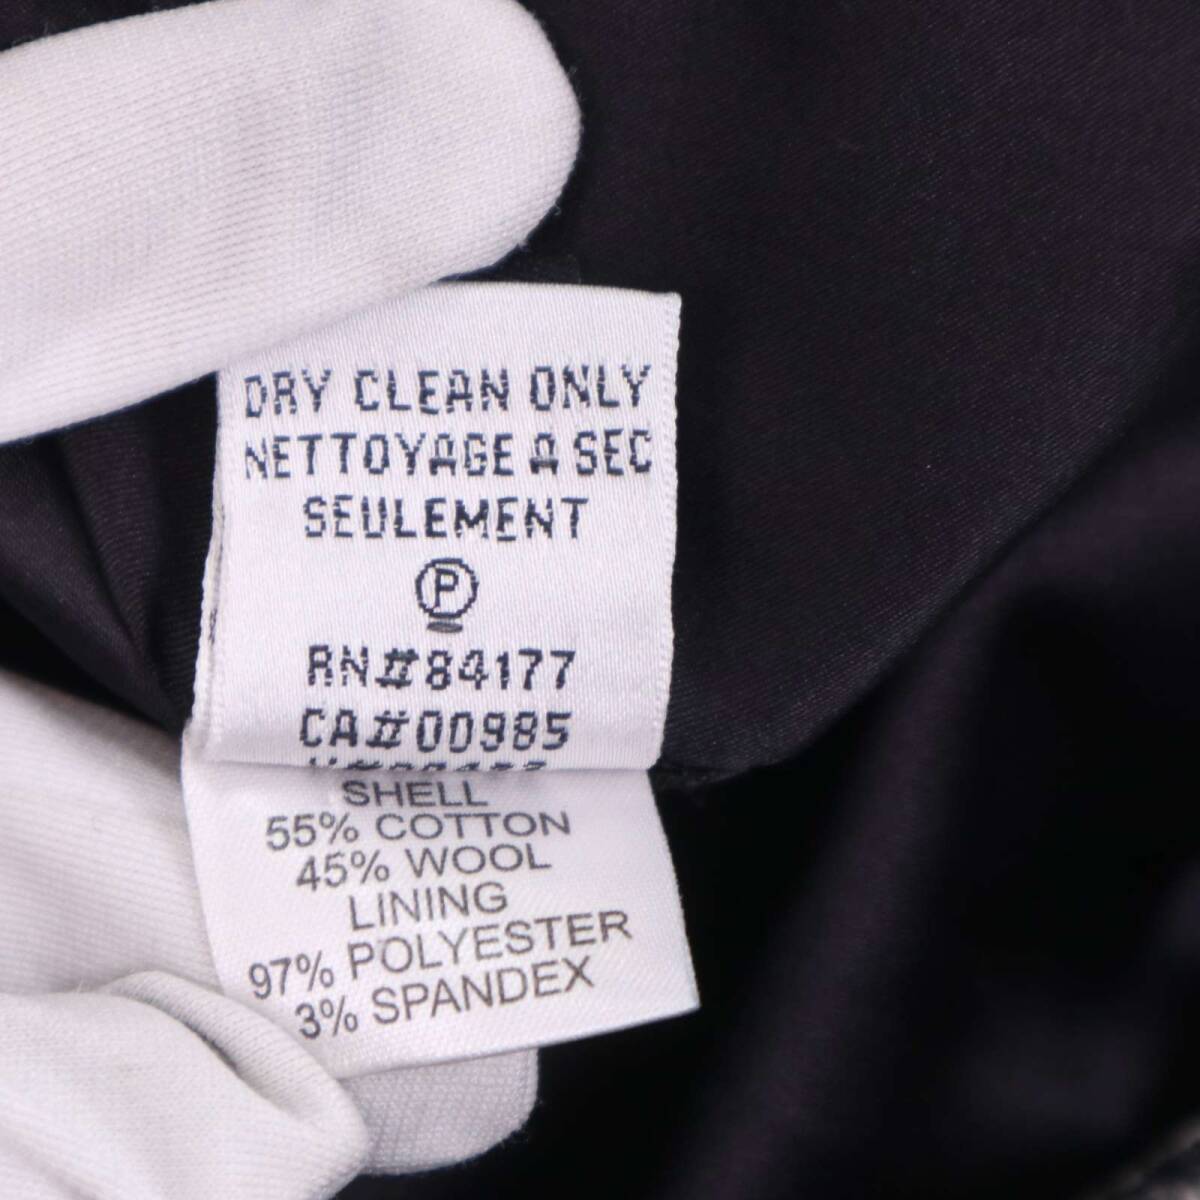 DRY CLEAN ONLY
NETTOYAGE A SEC
SEULEMENT
P
RN#84177
CA#00985
SHELL
55% COTTON
45% WOOL
LINING
97% POLYESTER
3% SPANDEX